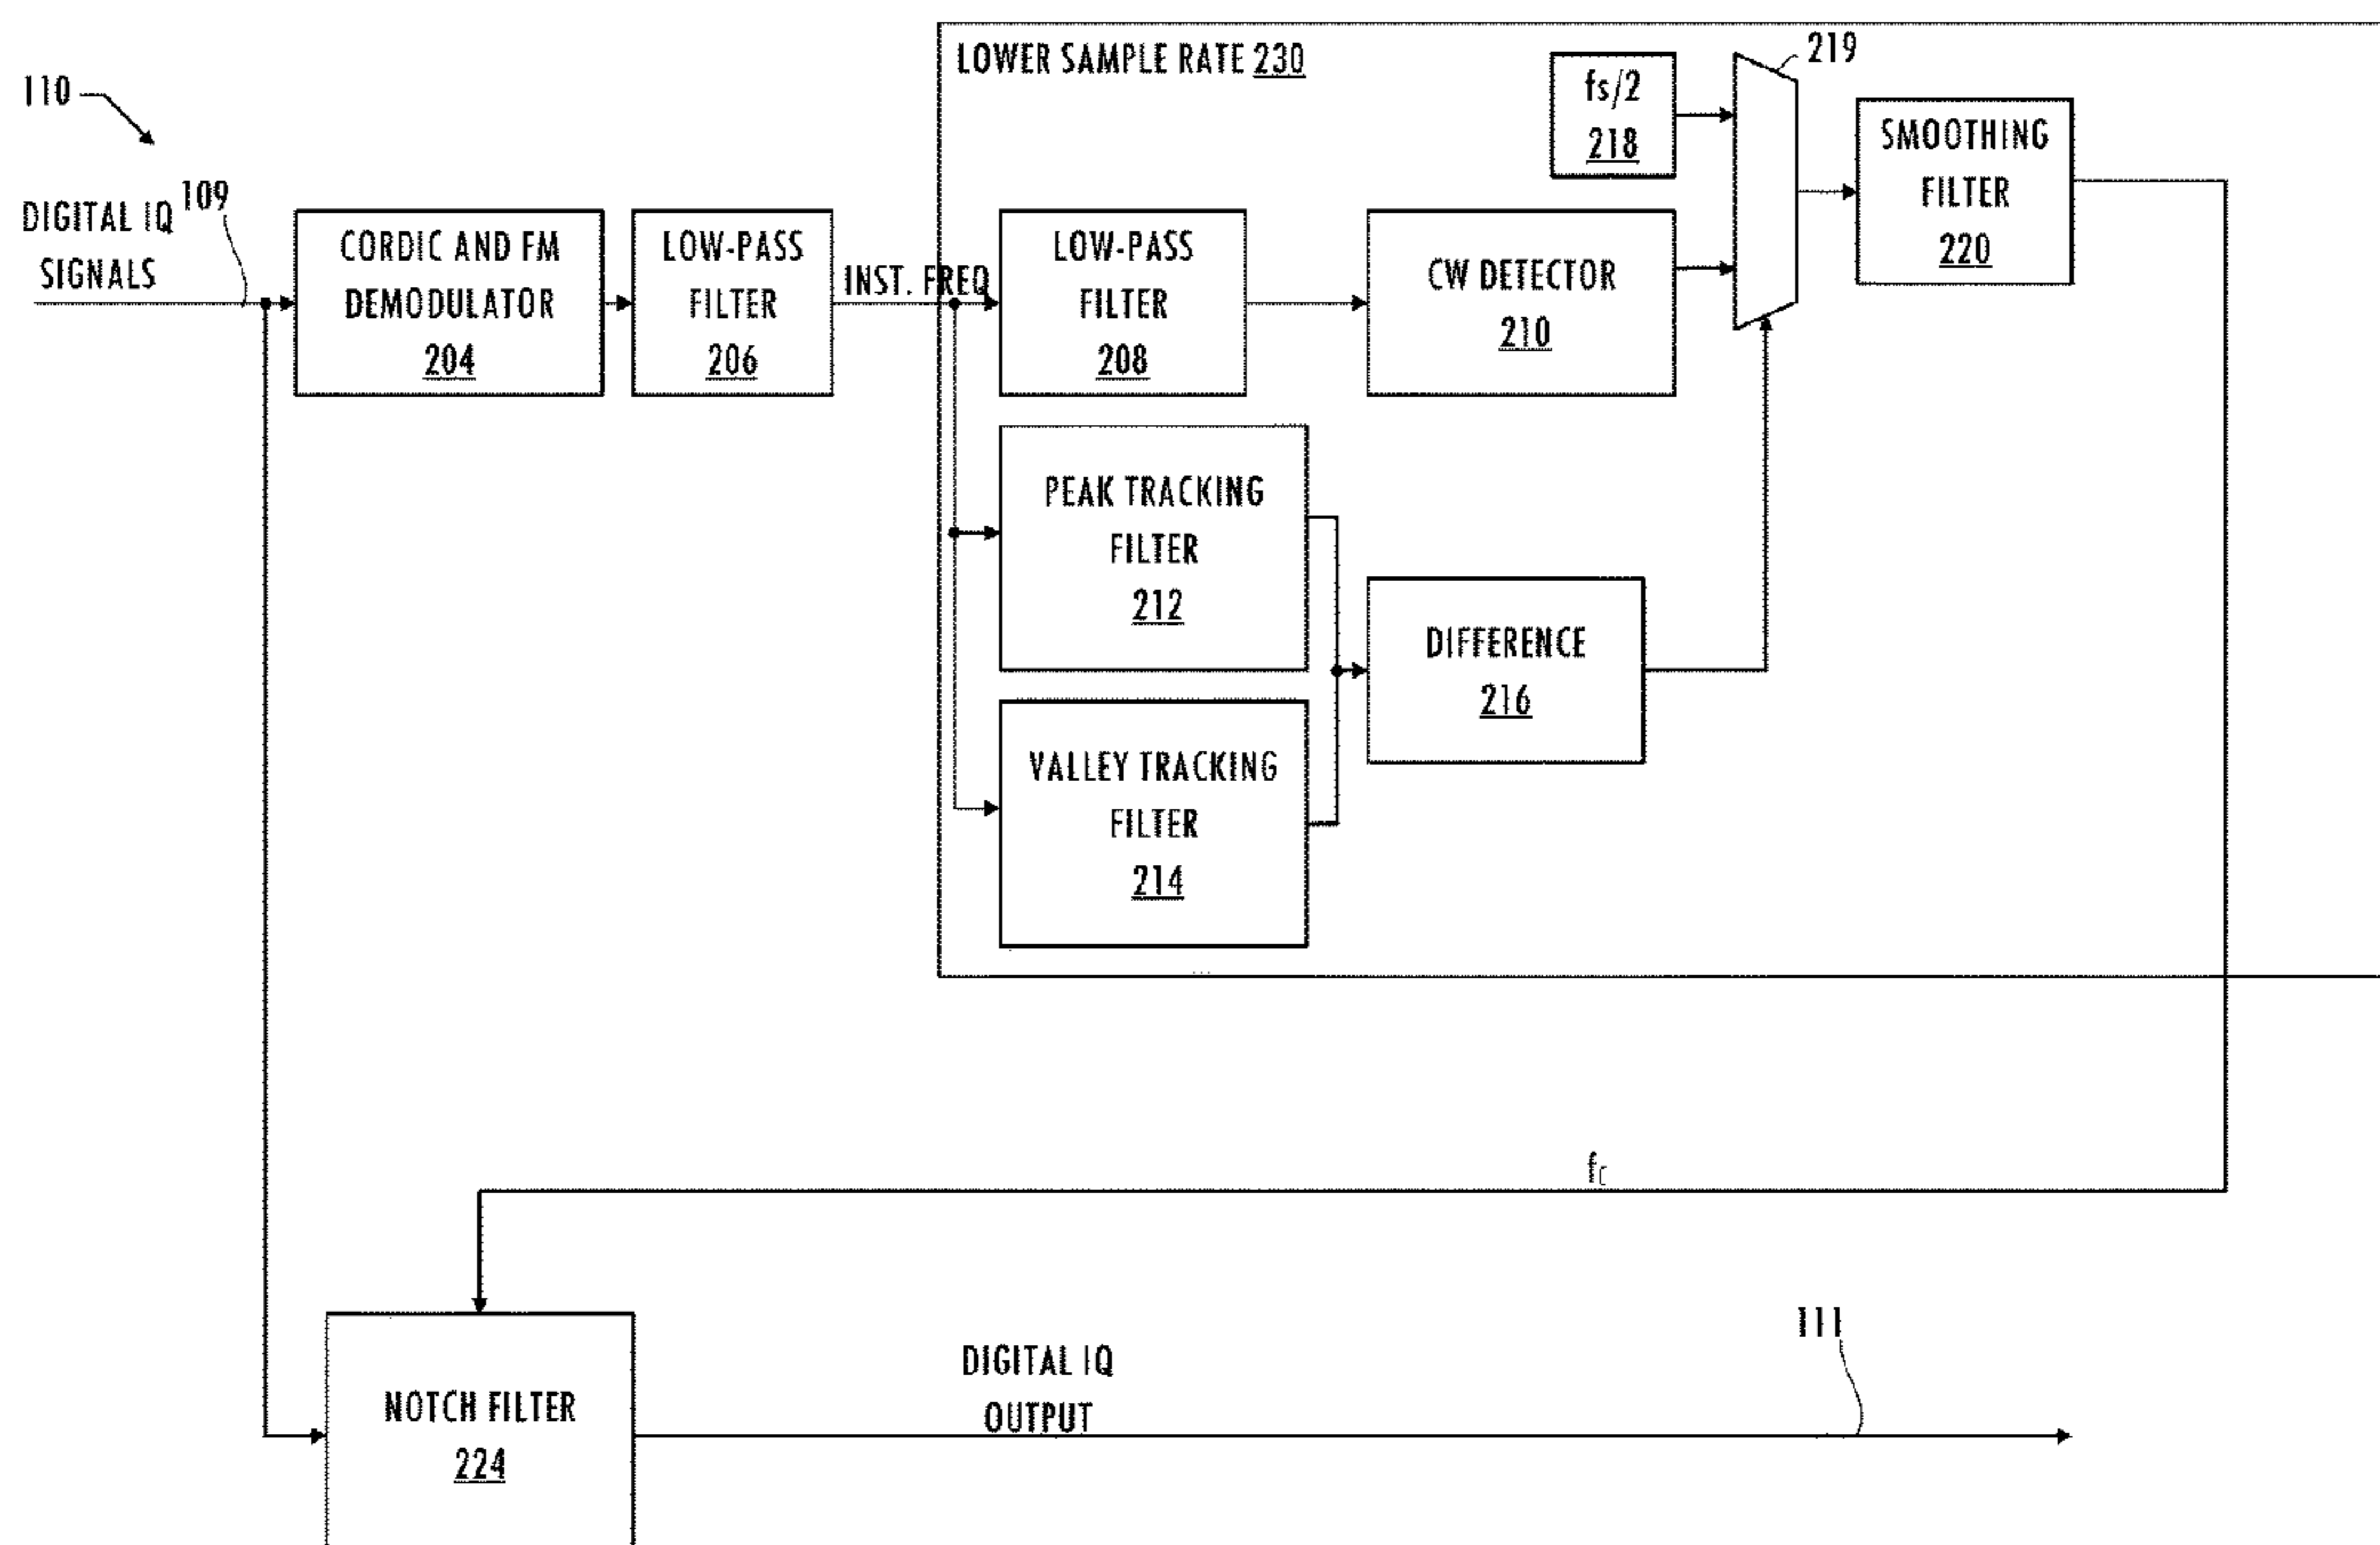 110
DIGITAL IQ
SIGNALS
109
CORDIC AND FM
DEMODULATOR
204
LOW-PASS
FILTER
206
INST. FREQ
LOWER SAMPLE RATE 230
LOW-PASS
FILTER
208
CW DETECTOR
210
fs/2
218
219
SMOOTHING
FILTER
220
PEAK TRACKING
FILTER
212
VALLEY TRACKING
FILTER
214
DIFFERENCE
216
fC
NOTCH FILTER
224
DIGITAL IQ
OUTPUT
111